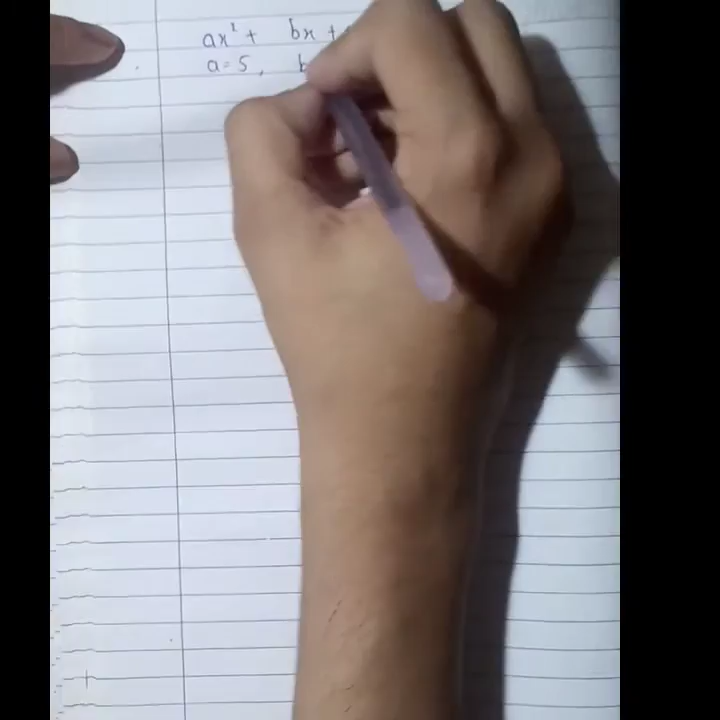 ax² + bx +
a = 5, b